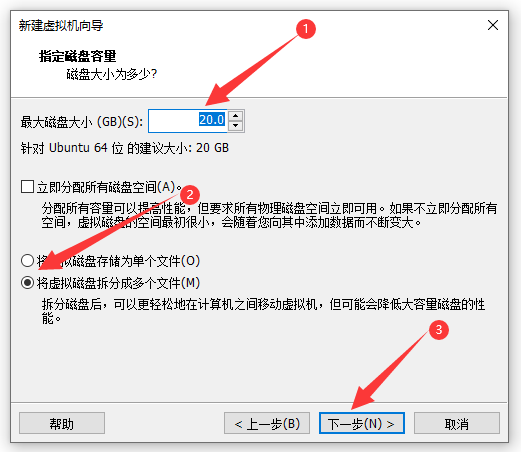 新建虚拟机向导
1
指定磁盘容量
磁盘大小为多少?
最大磁盘大小 (GB)(S): 20.0
针对 Ubuntu 64 位 的建议大小: 20 GB
立即分配所有磁盘空间(A)。
2
分配所有容量可以提高性能，但要求所有物理磁盘空间立即可用。如果不立即分配所有
空间，虚拟磁盘的空间最初很小，会随着您向其中添加数据而不断变大。
将虚拟磁盘存储为单个文件(O)
将虚拟磁盘拆分成多个文件(M)
拆分磁盘后，可以更轻松地在计算机之间移动虚拟机，但可能会降低大容量磁盘的性
能。
3
帮助 < 上一步(B) 下一步(N) > 取消